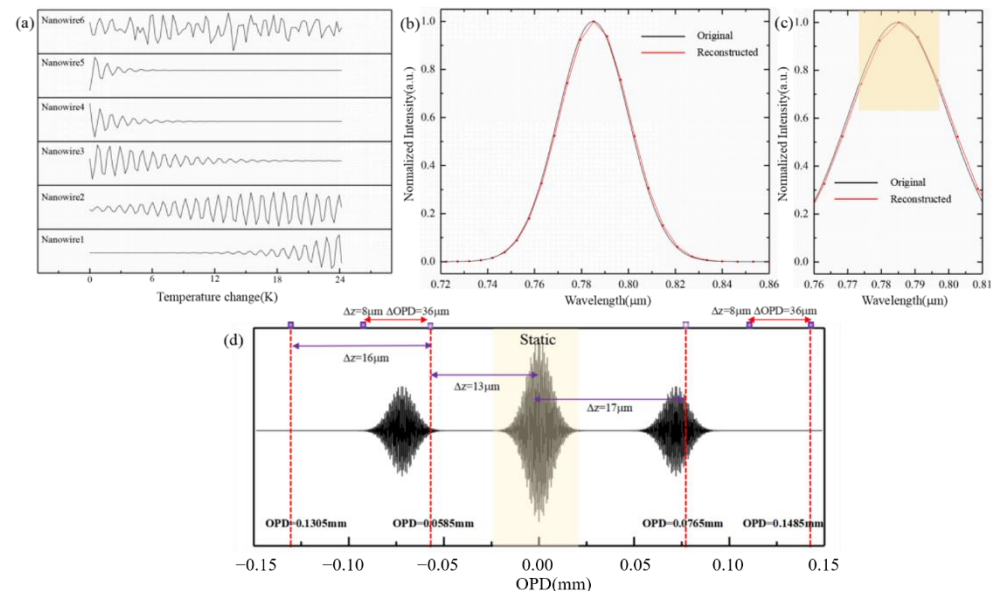 (a)
Nanowire6
Nanowire5
Nanowire4
Nanowire3
Nanowire2
Nanowire1
0 6 12 18 24
Temperature change(K)
(b)
Normalized Intensity(a.u.)
1.0
0.8
0.6
0.4
0.2
0.0
Original
Reconstructed
0.72 0.74 0.76 0.78 0.80 0.82 0.84 0.86
Wavelength(μm)
(c)
Normalized Intensity(a.u.)
1.0
0.8
0.6
0.4
0.2
0.0
Original
Reconstructed
0.76 0.77 0.78 0.79 0.80 0.81
Wavelength(μm)
Δz=8μm ΔOPD=36μm
Δz=8μm ΔOPD=36μm
(d)
Static
Δz=16μm
Δz=13μm
Δz=17μm
OPD=0.1305mm
OPD=0.0585mm
OPD=0.0765mm
OPD=0.1485mm
−0.15 −0.10 −0.05 0.00 0.05 0.10 0.15
OPD(mm)